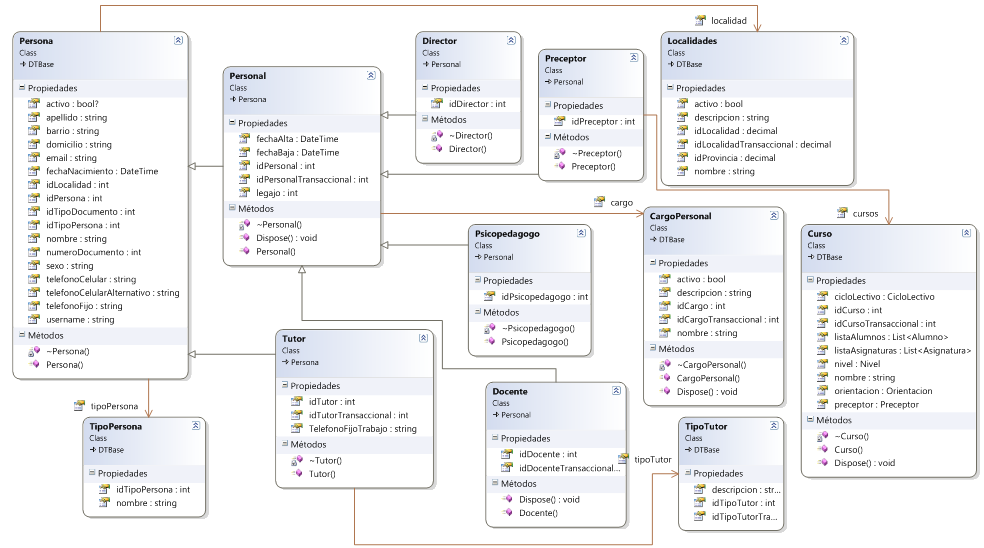 localidad
Persona
Class
DTBase
Propiedades
activo : bool?
apellido : string
barrio : string
domicilio : string
email : string
fechaNacimiento : DateTime
idLocalidad : int
idPersona : int
idTipoDocumento : int
idTipoPersona : int
nombre : string
numeroDocumento : int
sexo : string
telefonoCelular : string
telefonoCelularAlternativo : string
telefonoFijo : string
username : string
Métodos
~Persona()
Persona()
Personal
Class
Persona
Propiedades
fechaAlta : DateTime
fechaBaja : DateTime
idPersonal : int
idPersonalTransaccional : int
legajo : int
Métodos
~Personal()
Dispose() : void
Personal()
Director
Class
Personal
Propiedades
idDirector : int
Métodos
~Director()
Director()
Preceptor
Class
Personal
Propiedades
idPreceptor : int
Métodos
~Preceptor()
Preceptor()
Localidades
Class
DTBase
Propiedades
activo : bool
descripcion : string
idLocalidad : decimal
idLocalidadTransaccional : decimal
idProvincia : decimal
nombre : string
cargo
cursos
Psicopedagogo
Class
Personal
Propiedades
idPsicopedagogo : int
Métodos
~Psicopedagogo()
Psicopedagogo()
CargoPersonal
Class
DTBase
Propiedades
activo : bool
descripcion : string
idCargo : int
idCargoTransaccional : int
nombre : string
Métodos
~CargoPersonal()
CargoPersonal()
Dispose() : void
Curso
Class
DTBase
Propiedades
cicloLectivo : CicloLectivo
idCurso : int
idCursoTransaccional : int
listaAlumnos : List<Alumno>
listaAsignaturas : List<Asignatura>
nivel : Nivel
nombre : string
orientacion : Orientacion
preceptor : Preceptor
Métodos
~Curso()
Curso()
Dispose() : void
Tutor
Class
Persona
Propiedades
idTutor : int
idTutorTransaccional : int
TelefonoFijoTrabajo : string
Métodos
~Tutor()
Tutor()
tipoPersona
TipoPersona
Class
DTBase
Propiedades
idTipoPersona : int
nombre : string
Docente
Class
Personal
Propiedades
idDocente : int
idDocenteTransaccional...
Métodos
Dispose() : void
Docente()
tipoTutor
TipoTutor
Class
DTBase
Propiedades
descripcion : str...
idTipoTutor : int
idTipoTutorTra...